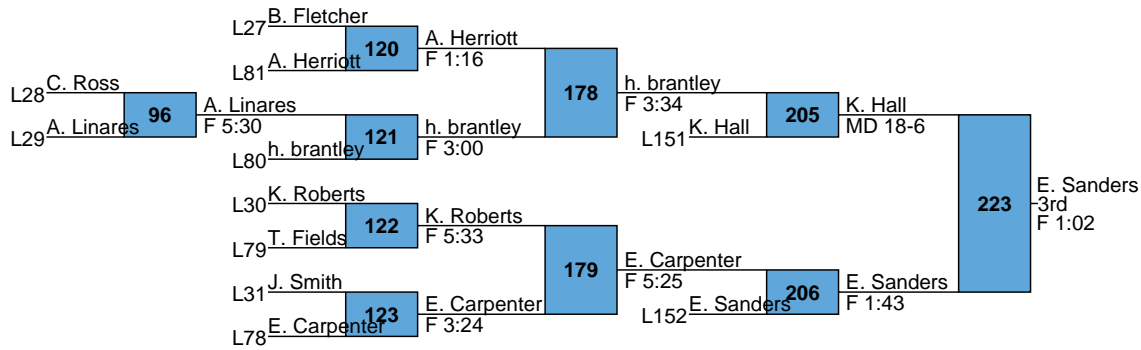 B. Fletcher
L27
120
A. Herriott
F 1:16
A. Herriott
L81
178
h. brantley
F 3:34
C. Ross
L28
96
A. Linares
F 5:30
A. Linares
L29
121
h. brantley
F 3:00
h. brantley
L80
205
K. Hall
MD 18-6
K. Hall
L151
223
E. Sanders
3rd
F 1:02
K. Roberts
L30
122
K. Roberts
F 5:33
T. Fields
L79
179
E. Carpenter
F 5:25
J. Smith
L31
123
E. Carpenter
F 3:24
E. Carpenter
L78
206
E. Sanders
F 1:43
E. Sanders
L152